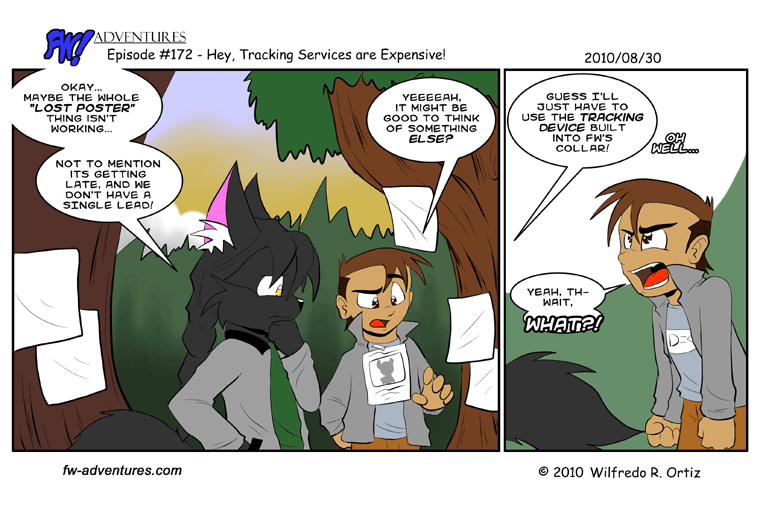 FW! ADVENTURES
Episode #172 - Hey, Tracking Services are Expensive!
2010/08/30
OKAY...
MAYBE THE WHOLE
"LOST POSTER"
THING ISN'T
WORKING...
NOT TO MENTION
ITS GETTING
LATE, AND WE
DON'T HAVE A
SINGLE LEAD!
YEEEEAH,
IT MIGHT BE
GOOD TO THINK
OF SOMETHING
ELSE?
GUESS I'LL
JUST HAVE TO
USE THE TRACKING
DEVICE BUILT
INTO FW'S
COLLAR!
OH
WELL...
YEAH, TH-
WAIT,
WHAT?!
fw-adventures.com
© 2010 Wilfredo R. Ortiz